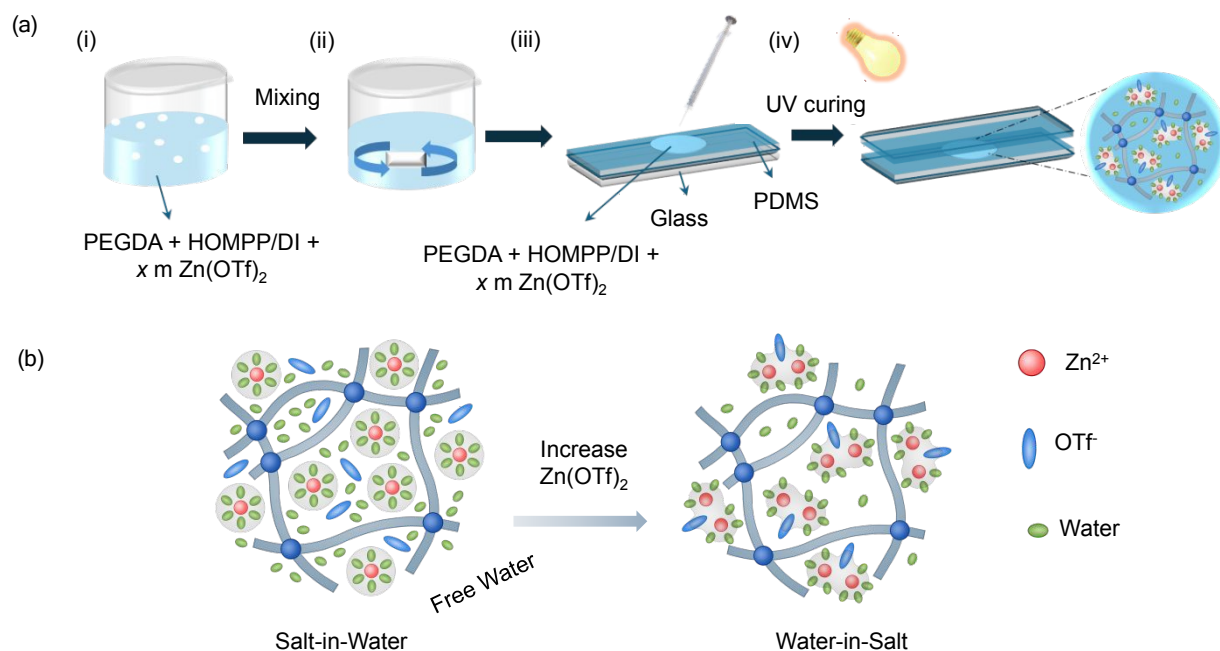 (a)
(i)
Mixing
(ii)
(iii)
(iv)
UV curing
PEGDA + HOMPP/DI +
x m Zn(OTf)₂
Glass
PDMS
PEGDA + HOMPP/DI +
x m Zn(OTf)₂
(b)
Increase
Zn(OTf)₂
Free Water
Salt-in-Water
Water-in-Salt
Zn²⁺
OTf⁻
Water